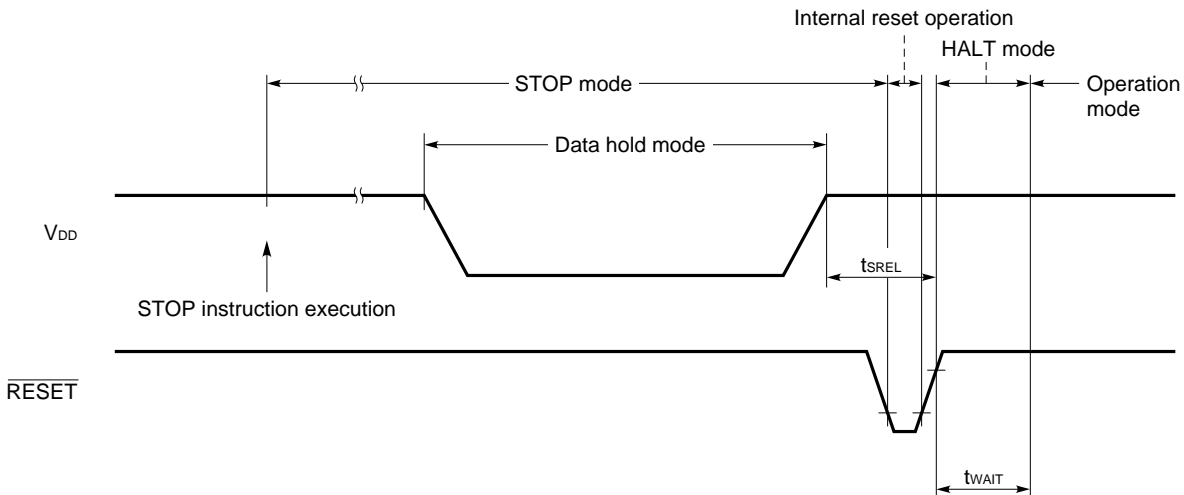 Internal reset operation
HALT mode
STOP mode
Operation
mode
Data hold mode
VDD
tSREL
STOP instruction execution
RESET
tWAIT